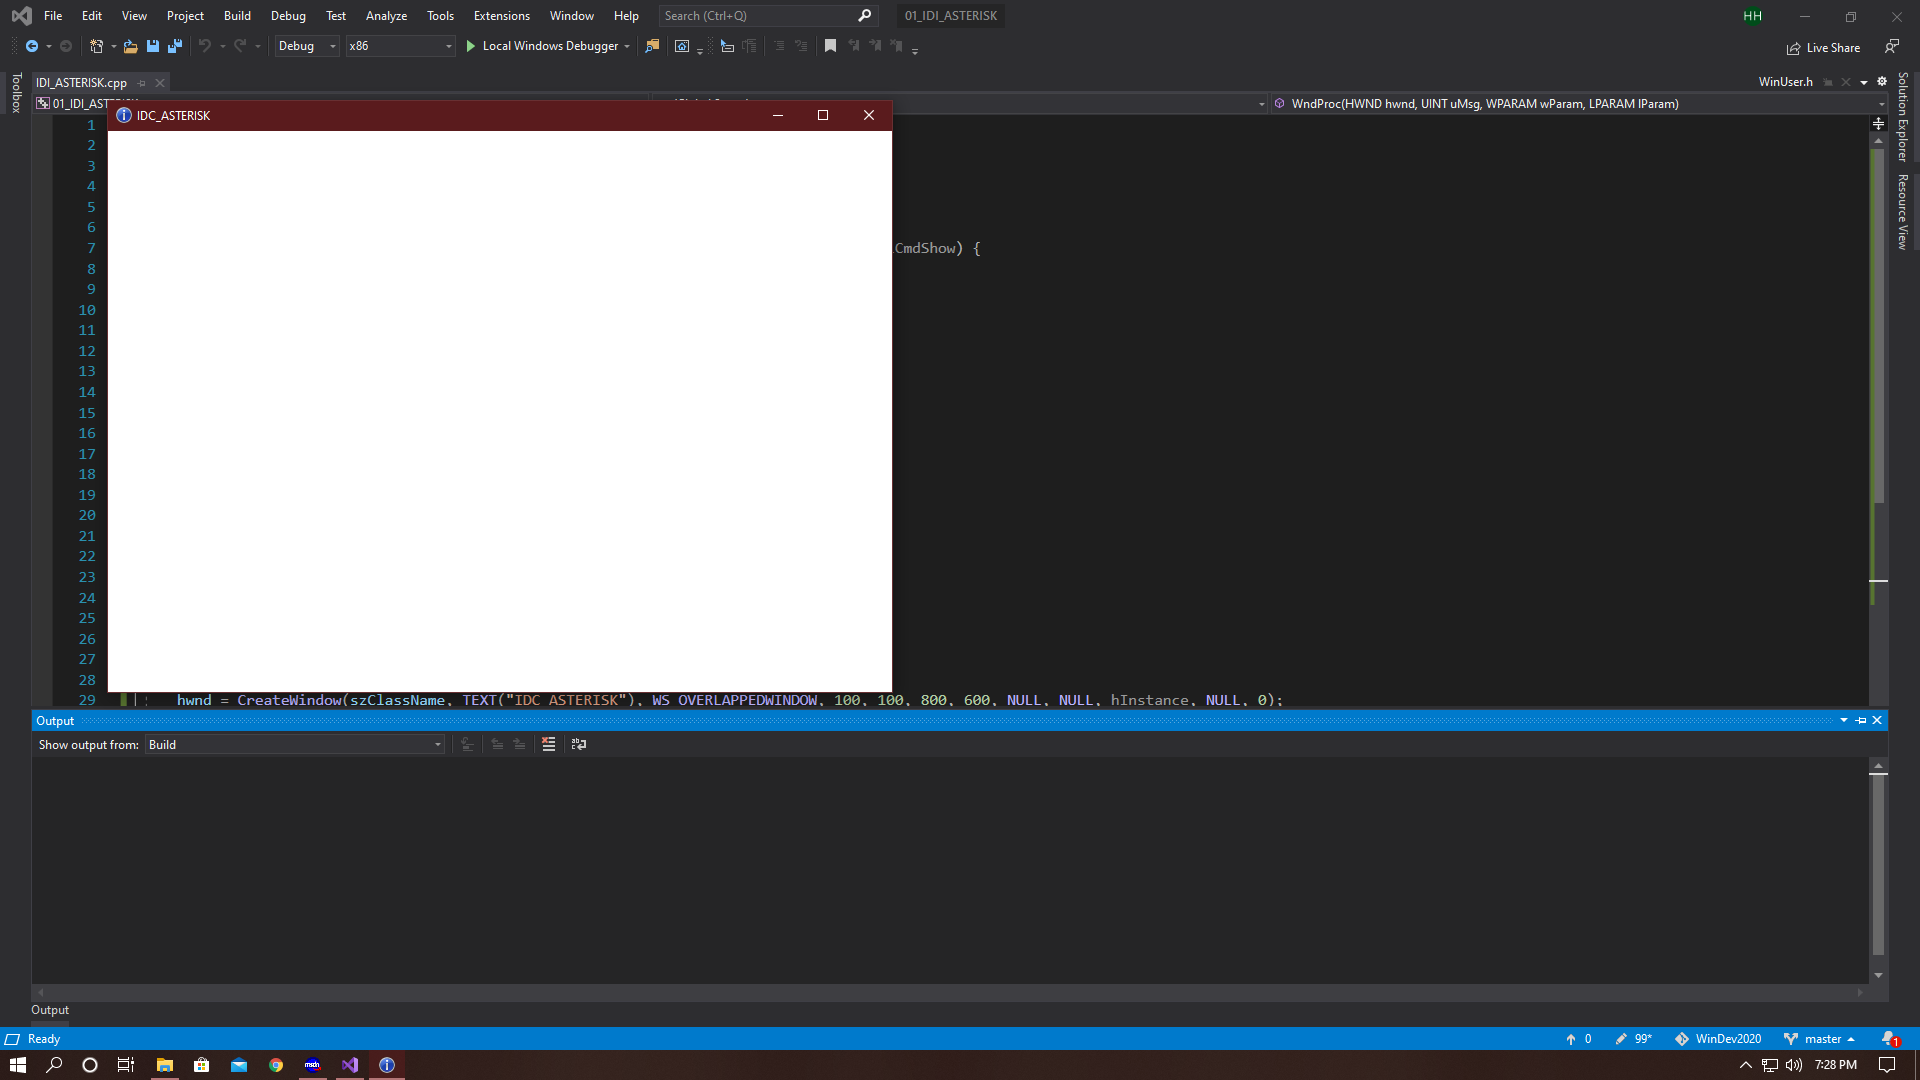 File Edit View Project Build Debug Test Analyze Tools Extensions Window Help Search (Ctrl+Q) 01_IDI_ASTERISK HH
Debug x86 Local Windows Debugger Live Share
Toolbox
IDI_ASTERISK.cpp WinUser.h
01_IDI_ASTERISK WndProc(HWND hwnd, UINT uMsg, WPARAM wParam, LPARAM lParam)
IDC_ASTERISK
Solution Explorer
Resource View
1
2
3
4
5
6
7 CmdShow) {
8
9
10
11
12
13
14
15
16
17
18
19
20
21
22
23
24
25
26
27
28
29 hwnd = CreateWindow(szClassName, TEXT("IDC_ASTERISK"), WS_OVERLAPPEDWINDOW, 100, 100, 800, 600, NULL, NULL, hInstance, NULL, 0);
Output
Show output from: Build
Output
Ready 0 99* WinDev2020 master 1
msdn 7:28 PM